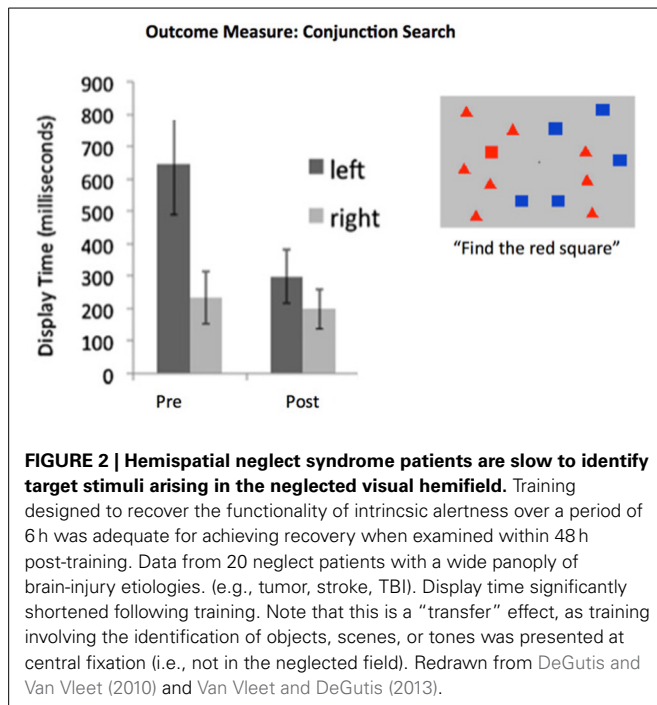 Outcome Measure: Conjunction Search
Display Time (milliseconds)
900
800
700
600
500
400
300
200
100
0
Pre
Post
left
right
"Find the red square"
FIGURE 2 | Hemispatial neglect syndrome patients are slow to identify
target stimuli arising in the neglected visual hemifield. Training
designed to recover the functionality of intrincsic alertness over a period of
6 h was adequate for achieving recovery when examined within 48 h
post-training. Data from 20 neglect patients with a wide panoply of
brain-injury etiologies. (e.g., tumor, stroke, TBI). Display time significantly
shortened following training. Note that this is a "transfer" effect, as training
involving the identification of objects, scenes, or tones was presented at
central fixation (i.e., not in the neglected field). Redrawn from DeGutis and
Van Vleet (2010) and Van Vleet and DeGutis (2013).